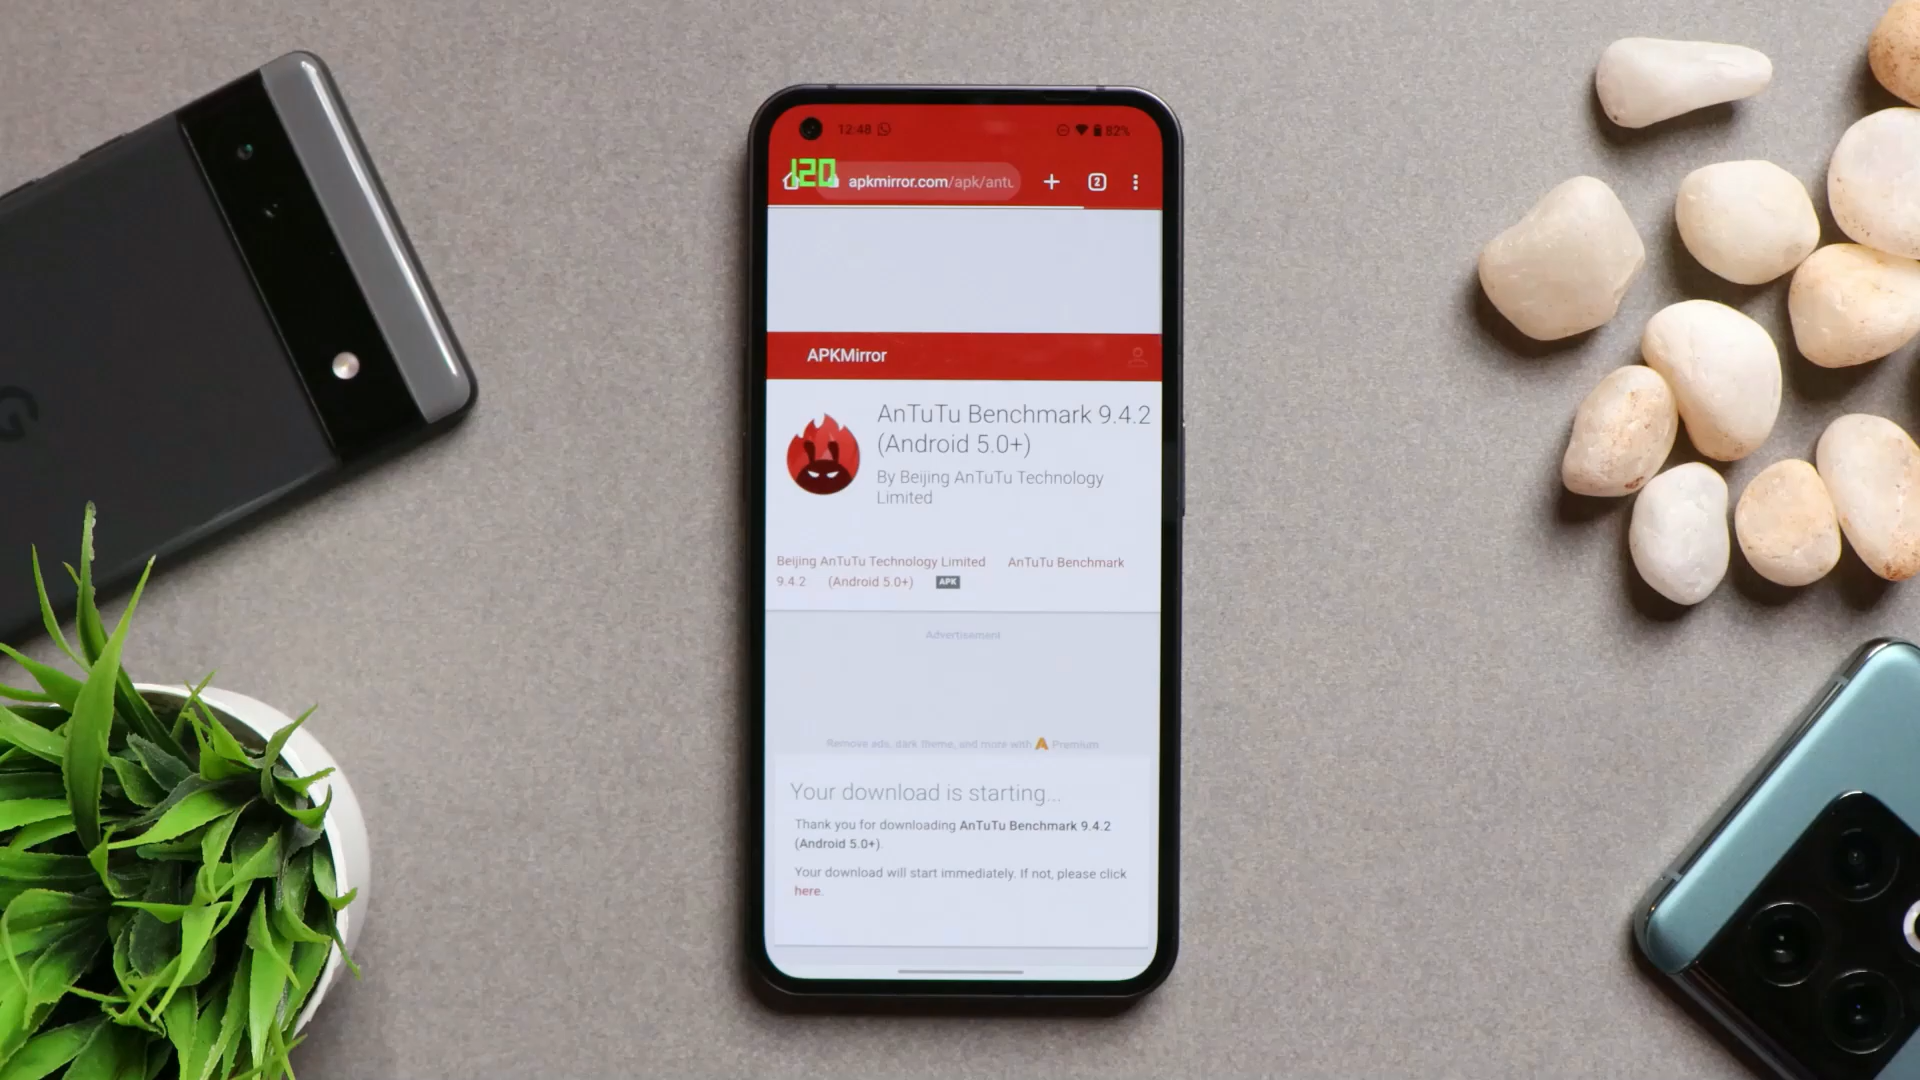 12:48
82%
120
apkmirror.com/apk/antu
2
APKMirror
AnTuTu Benchmark 9.4.2
(Android 5.0+)
By Beijing AnTuTu Technology
Limited
Beijing AnTuTu Technology Limited AnTuTu Benchmark
9.4.2 (Android 5.0+) APK
Advertisement
Remove ads, dark theme, and more with Premium
Your download is starting...
Thank you for downloading AnTuTu Benchmark 9.4.2
(Android 5.0+).
Your download will start immediately. If not, please click
here.
G